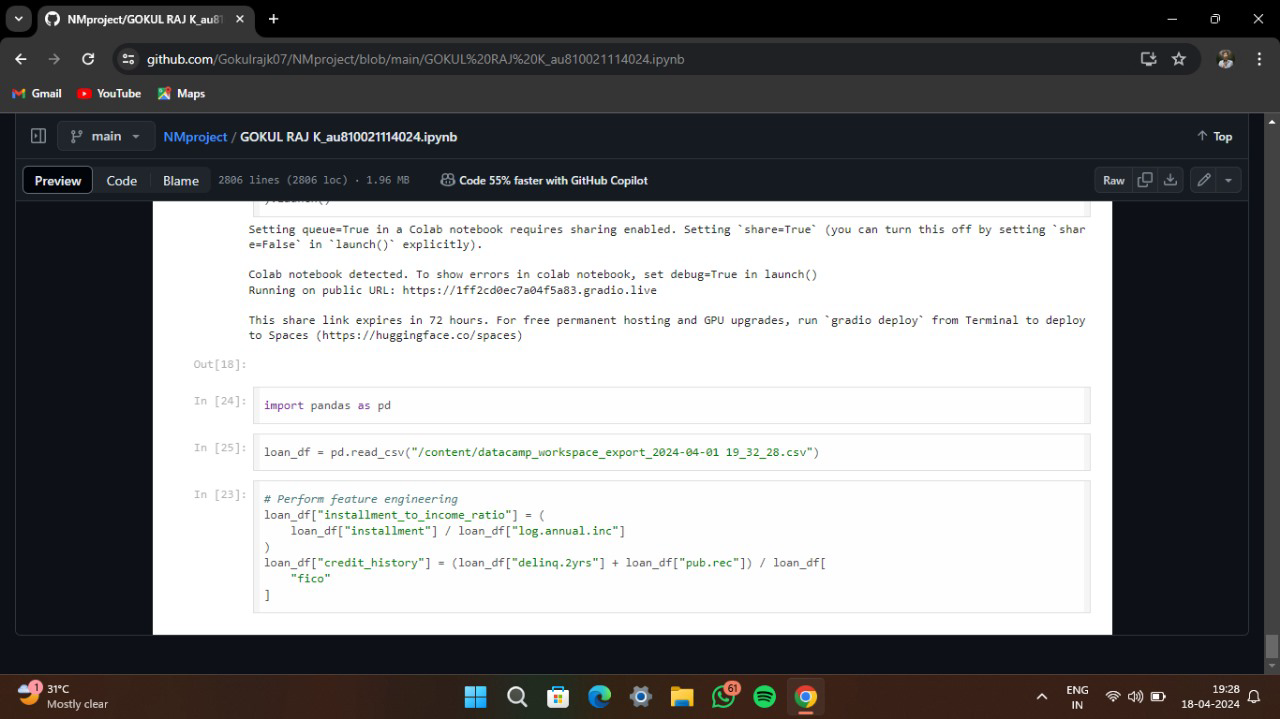 NMproject/GOKUL RAJ K_au81
github.com/Gokulrajk07/NMproject/blob/main/GOKUL%20RAJ%20K_au810021114024.ipynb
Gmail YouTube Maps
main NMproject / GOKUL RAJ K_au810021114024.ipynb Top
Preview Code Blame 2806 lines (2806 loc) · 1.96 MB Code 55% faster with GitHub Copilot Raw
Setting queue=True in a Colab notebook requires sharing enabled. Setting `share=True` (you can turn this off by setting `shar
e=False` in `launch()` explicitly).
Colab notebook detected. To show errors in colab notebook, set debug=True in launch()
Running on public URL: https://1ff2cd0ec7a04f5a83.gradio.live
This share link expires in 72 hours. For free permanent hosting and GPU upgrades, run `gradio deploy` from Terminal to deploy
to Spaces (https://huggingface.co/spaces)
Out[18]:
In [24]: import pandas as pd
In [25]: loan_df = pd.read_csv("/content/datacamp_workspace_export_2024-04-01 19_32_28.csv")
In [23]: # Perform feature engineering
loan_df["installment_to_income_ratio"] = (
loan_df["installment"] / loan_df["log.annual.inc"]
)
loan_df["credit_history"] = (loan_df["delinq.2yrs"] + loan_df["pub.rec"]) / loan_df[
"fico"
]
1 31°C
Mostly clear
61
ENG
IN
19:28
18-04-2024